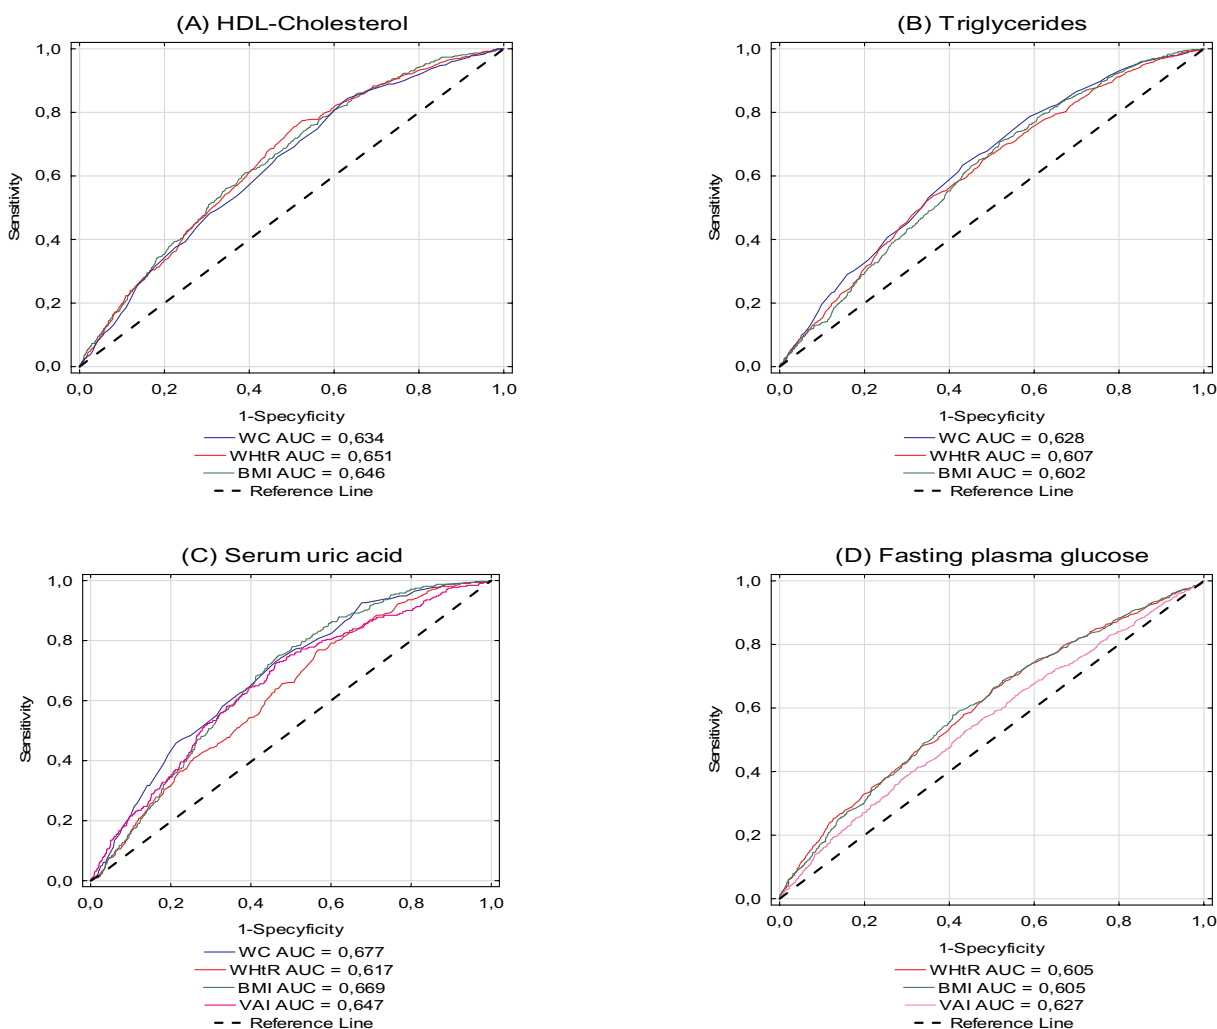 (A) HDL-Cholesterol
1,0
0,8
0,6
0,4
0,2
0,0
Sensitivity
0,0 0,2 0,4 0,6 0,8 1,0
1-Specyficity
WC AUC = 0,634
WHtR AUC = 0,651
BMI AUC = 0,646
Reference Line
(B) Triglycerides
1,0
0,8
0,6
0,4
0,2
0,0
Sensitivity
0,0 0,2 0,4 0,6 0,8 1,0
1-Specyficity
WC AUC = 0,628
WHtR AUC = 0,607
BMI AUC = 0,602
Reference Line
(C) Serum uric acid
1,0
0,8
0,6
0,4
0,2
0,0
Sensitivity
0,0 0,2 0,4 0,6 0,8 1,0
1-Specyficity
WC AUC = 0,677
WHtR AUC = 0,617
BMI AUC = 0,669
VAI AUC = 0,647
Reference Line
(D) Fasting plasma glucose
1,0
0,8
0,6
0,4
0,2
0,0
Sensitivity
0,0 0,2 0,4 0,6 0,8 1,0
1-Specyficity
WHtR AUC = 0,605
BMI AUC = 0,605
VAI AUC = 0,627
Reference Line